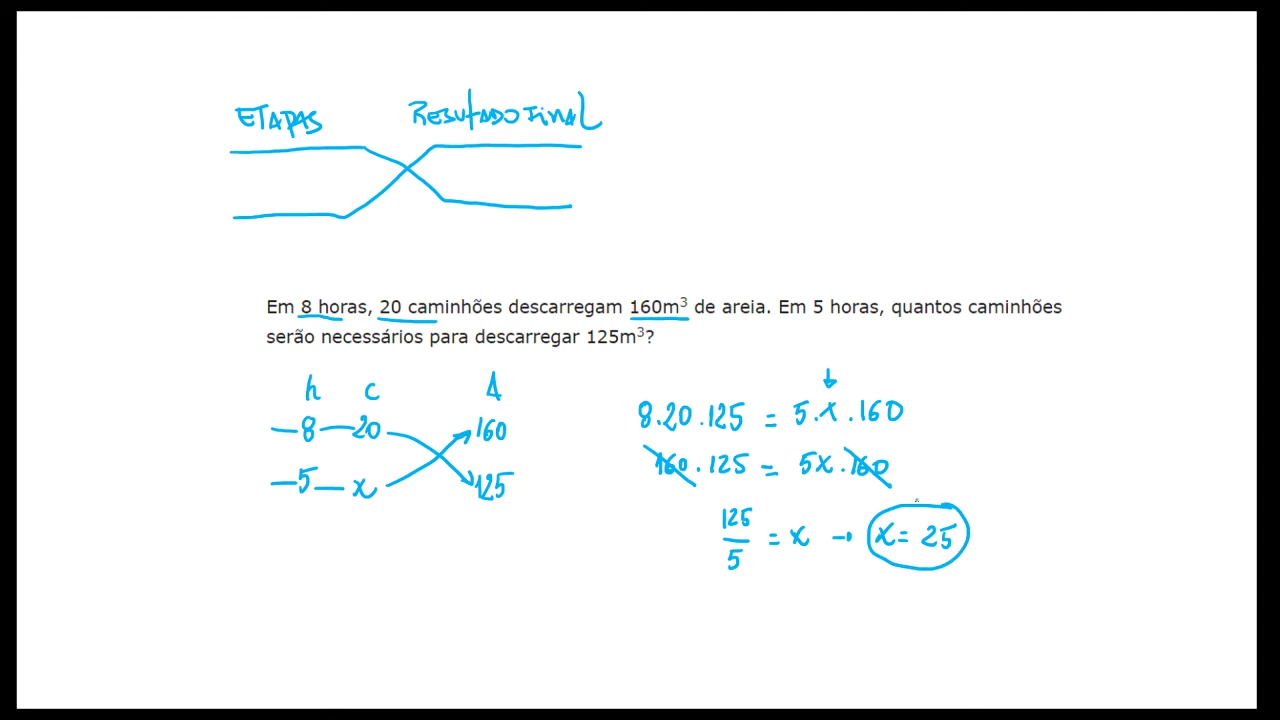 ETAPAS RESUTADO FINAL
Em 8 horas, 20 caminhões descarregam 160m³ de areia. Em 5 horas, quantos caminhões
serão necessários para descarregar 125m³?
h c A
8 20 160
5 x 125
8.20.125 = 5.x.160
160.125 = 5x.160
125/5 = x → x = 25